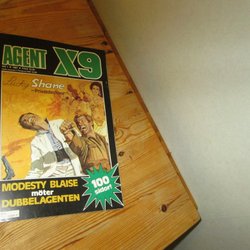 AGENT X9
Shane
MODESTY BLAISE
möter
DUBBELAGENTEN
100
sidor!